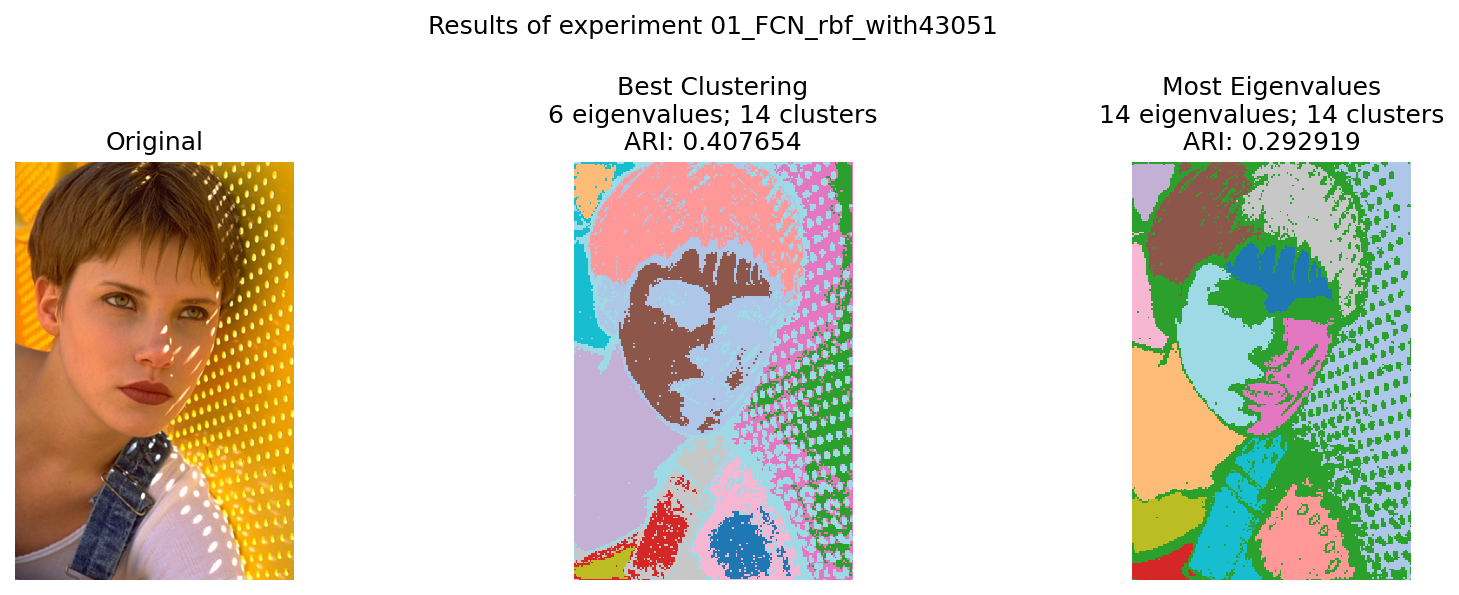 Results of experiment 01_FCN_rbf_with43051
Original
Best Clustering
6 eigenvalues; 14 clusters
ARI: 0.407654
Most Eigenvalues
14 eigenvalues; 14 clusters
ARI: 0.292919